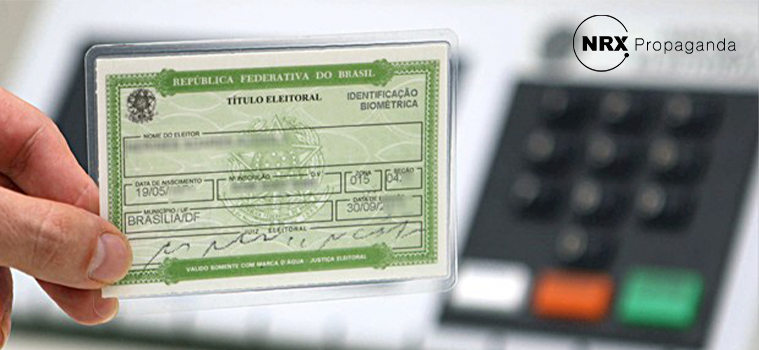 NRX. Propaganda
REPÚBLICA FEDERATIVA DO BRASIL
TÍTULO ELEITORAL
IDENTIFICAÇÃO
BIOMÉTRICA
NOME DO ELEITOR
DATA DE NASCIMENTO
Nº INSCRIÇÃO
D.V.
ZONA
SEÇÃO
19/05/
015
04
MUNICÍPIO / UF
DATA DE
BRASÍLIA/DF
30/09/
JUIZ ELEITORAL
VÁLIDO SOMENTE COM MARCA D'ÁGUA - JUSTIÇA ELEITORAL